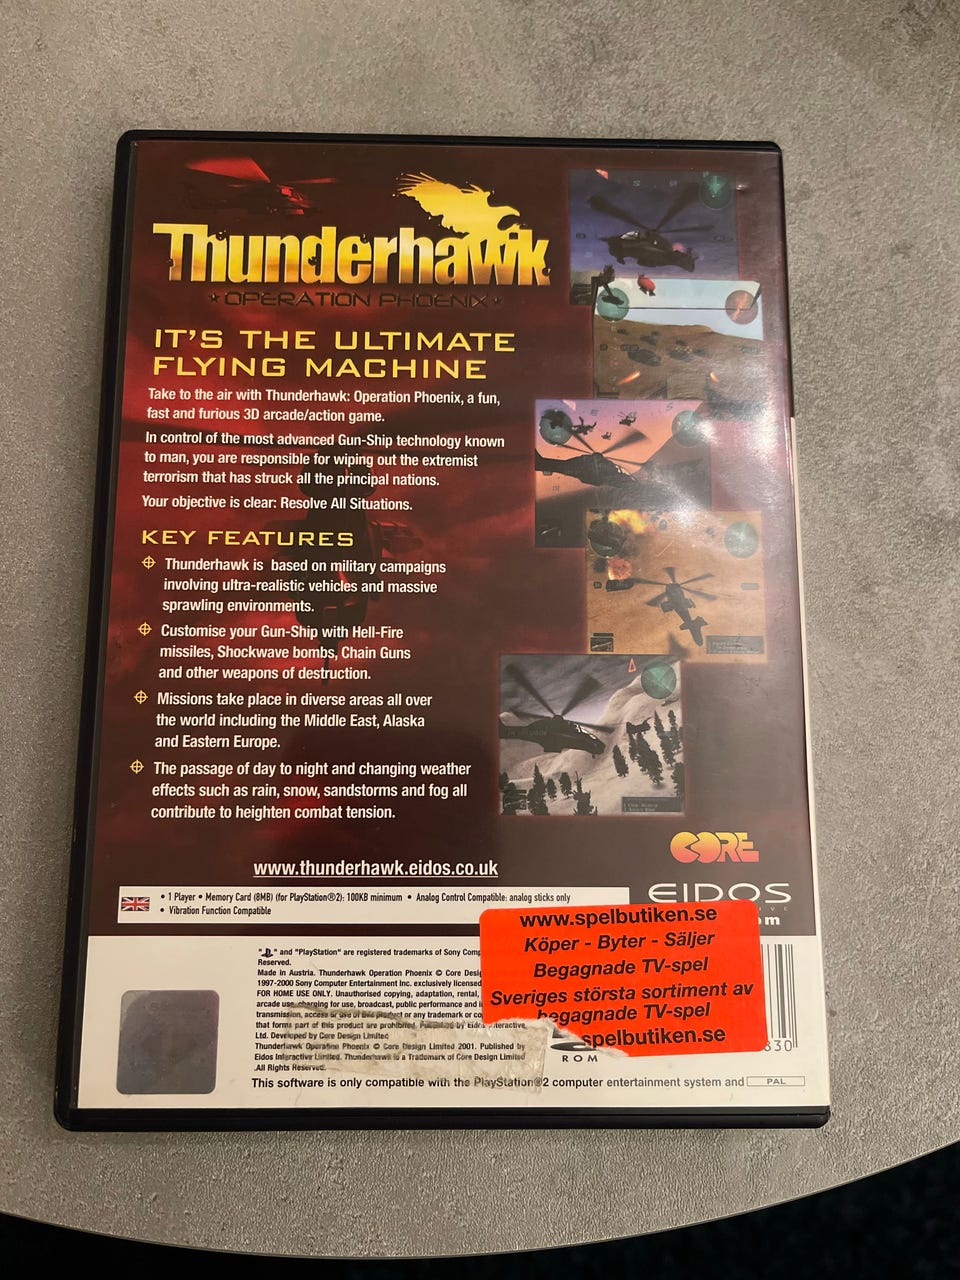 Thunderhawk
OPERATION PHOENIX
IT'S THE ULTIMATE
FLYING MACHINE
Take to the air with Thunderhawk: Operation Phoenix, a fun,
fast and furious 3D arcade/action game.
In control of the most advanced Gun-Ship technology known
to man, you are responsible for wiping out the extremist
terrorism that has struck all the principal nations.
Your objective is clear: Resolve All Situations.
KEY FEATURES
Thunderhawk is based on military campaigns
involving ultra-realistic vehicles and massive
sprawling environments.
Customise your Gun-Ship with Hell-Fire
missiles, Shockwave bombs, Chain Guns
and other weapons of destruction.
Missions take place in diverse areas all over
the world including the Middle East, Alaska
and Eastern Europe.
The passage of day to night and changing weather
effects such as rain, snow, sandstorms and fog all
contribute to heighten combat tension.
CORE
www.thunderhawk.eidos.co.uk
EIDOS
• 1 Player • Memory Card (8MB) (for PlayStation®2): 100KB minimum • Analog Control Compatible: analog sticks only
• Vibration Function Compatible
om
www.spelbutiken.se
Köper - Byter - Säljer
Begagnade TV-spel
Sveriges största sortiment av
begagnade TV-spel
spelbutiken.se
" " and "PlayStation" are registered trademarks of Sony Comp
Reserved.
Made in Austria. Thunderhawk Operation Phoenix © Core Desig
1997-2000 Sony Computer Entertainment Inc. exclusively licensed
FOR HOME USE ONLY. Unauthorised copying, adaptation, rental,
arcade use, charging for use, broadcast, public performance and i
transmission, access or use of this product or any trademark or co
that forms part of this product are prohibited. Published by Eidos Interactive,
Ltd. Developed by Core Design Limited
Thunderhawk Operation Phoenix © Core Design Limited 2001. Published by
Eidos Interactive Limited. Thunderhawk is a Trademark of Core Design Limited
.All Rights Reserved.
ROM
830
This software is only compatible with the PlayStation®2 computer entertainment system and PAL